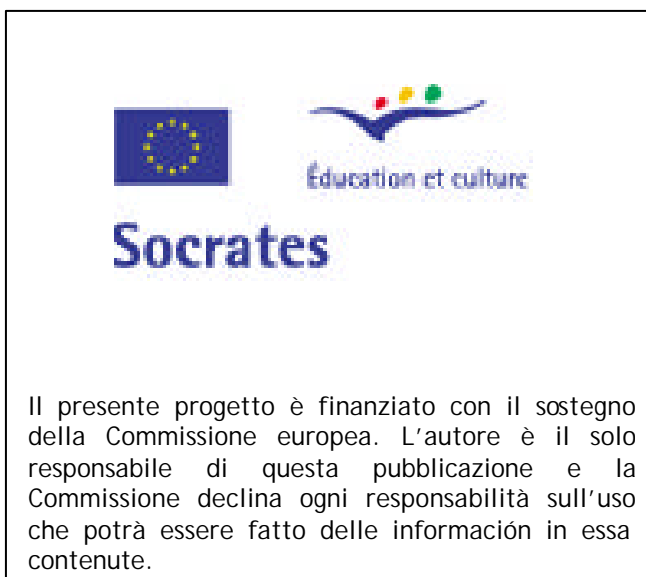 Éducation et culture
Socrates
Il presente progetto è finanziato con il sostegno
della Commissione europea. L'autore è il solo
responsabile di questa pubblicazione e la
Commissione declina ogni responsabilità sull'uso
che potrà essere fatto delle información in essa
contenute.